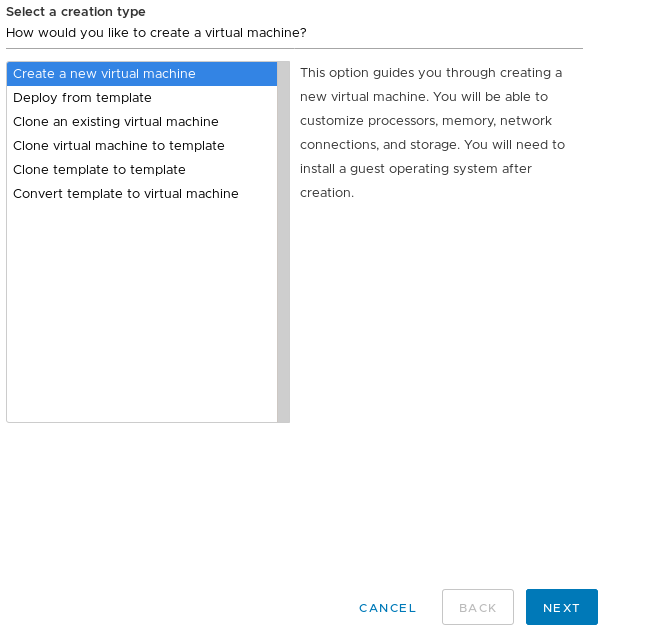 Select a creation type
How would you like to create a virtual machine?
Create a new virtual machine
Deploy from template
Clone an existing virtual machine
Clone virtual machine to template
Clone template to template
Convert template to virtual machine
This option guides you through creating a
new virtual machine. You will be able to
customize processors, memory, network
connections, and storage. You will need to
install a guest operating system after
creation.
CANCEL
BACK
NEXT